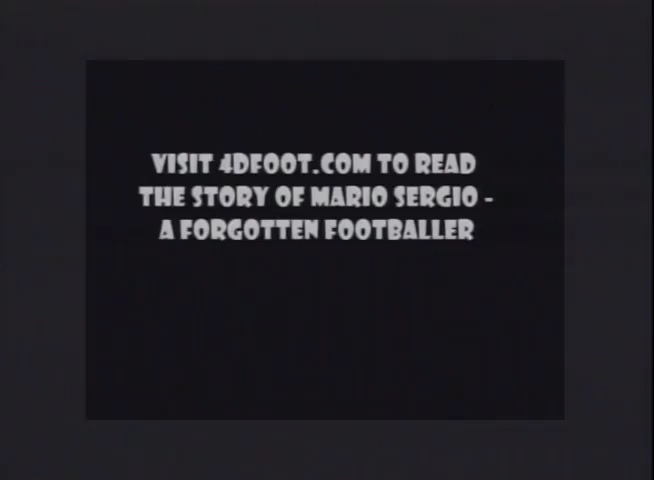 VISIT 4DFOOT.COM TO READ
THE STORY OF MARIO SERGIO -
A FORGOTTEN FOOTBALLER